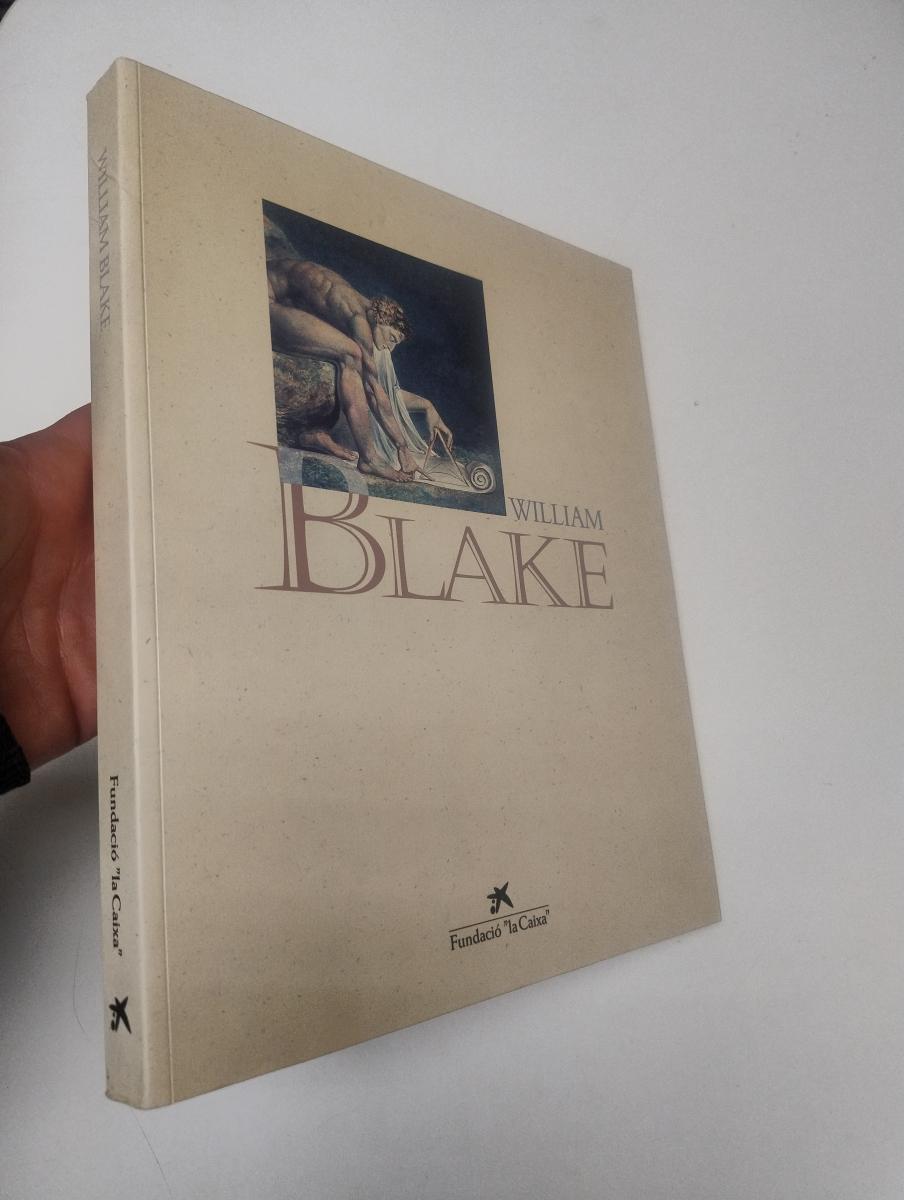 WILLIAM BLAKE
Fundació "la Caixa"
WILLIAM
BLAKE
Fundació "la Caixa"